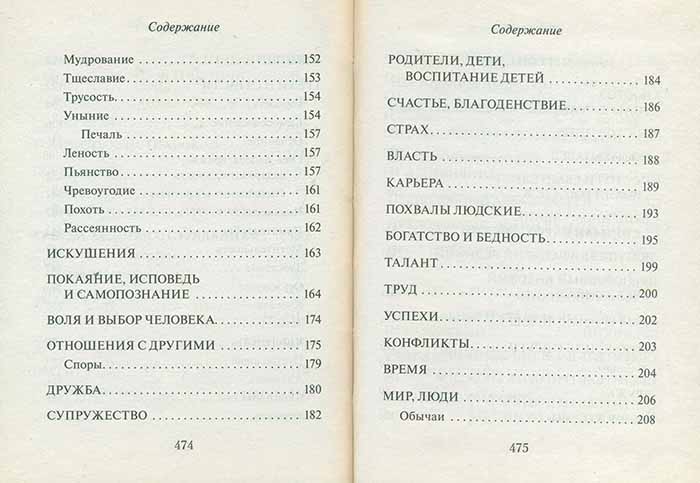 Содержание
Мудрование 152
Тщеславие 153
Трусость 154
Уныние 154
Печаль 157
Леность 157
Пьянство 157
Чревоугодие 161
Похоть 161
Рассеянность 162
ИСКУШЕНИЯ 163
ПОКАЯНИЕ, ИСПОВЕДЬ
И САМОПОЗНАНИЕ 164
ВОЛЯ И ВЫБОР ЧЕЛОВЕКА 174
ОТНОШЕНИЯ С ДРУГИМИ 175
Споры 179
ДРУЖБА 180
СУПРУЖЕСТВО 182
474
Содержание
РОДИТЕЛИ, ДЕТИ,
ВОСПИТАНИЕ ДЕТЕЙ 184
СЧАСТЬЕ, БЛАГОДЕНСТВИЕ 186
СТРАХ 187
ВЛАСТЬ 188
КАРЬЕРА 189
ПОХВАЛЫ ЛЮДСКИЕ 193
БОГАТСТВО И БЕДНОСТЬ 195
ТАЛАНТ 199
ТРУД 200
УСПЕХИ 202
КОНФЛИКТЫ 203
ВРЕМЯ 204
МИР, ЛЮДИ 206
Обычаи 208
475